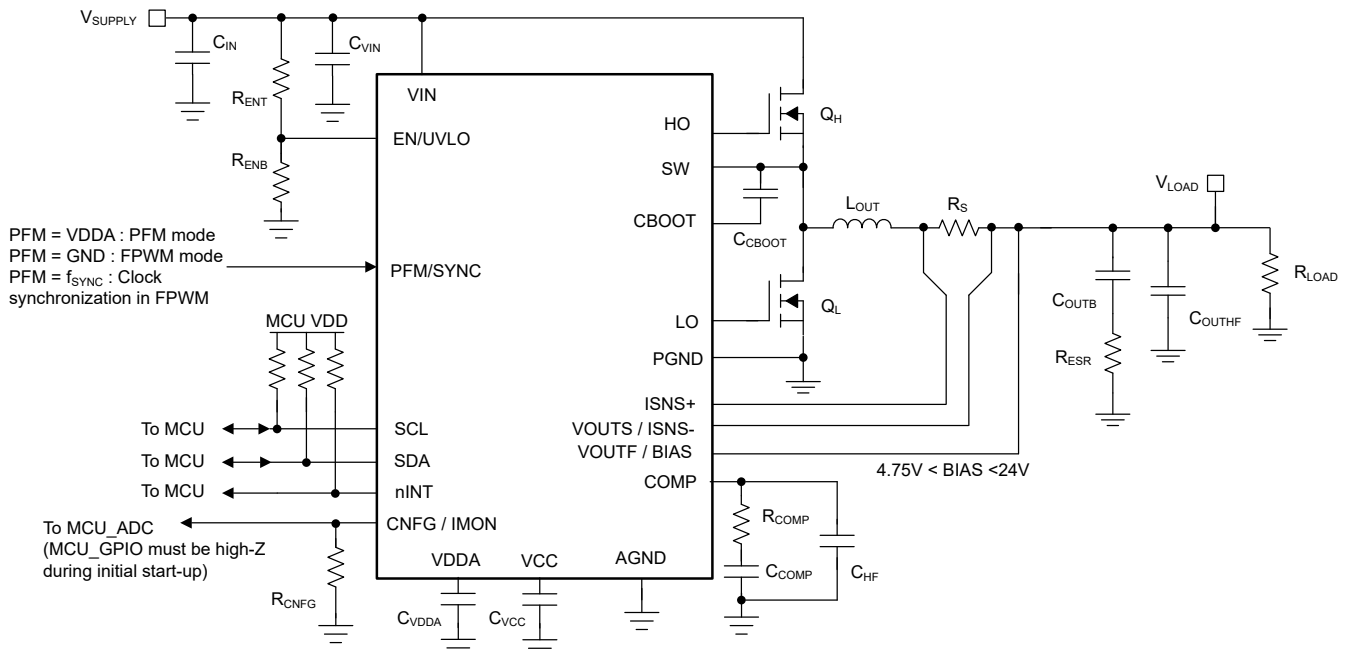 VSUPPLY
CIN
CVIN
RENT
RENB
VIN
EN/UVLO
HO
QH
SW
CBOOT
CCBOOT
LOUT
RS
VLOAD
PFM = VDDA : PFM mode
PFM = GND : FPWM mode
PFM = fSYNC : Clock
synchronization in FPWM
PFM/SYNC
LO
QL
COUTB
COUTHF
RLOAD
RESR
MCU VDD
PGND
ISNS+
VOUTS / ISNS-
VOUTF / BIAS
4.75V < BIAS <24V
To MCU
SCL
To MCU
SDA
To MCU
nINT
COMP
RCOMP
CCOMP
CHF
To MCU_ADC
(MCU_GPIO must be high-Z
during initial start-up)
CNFG / IMON
RCNFG
VDDA
VCC
AGND
CVDDA
CVCC